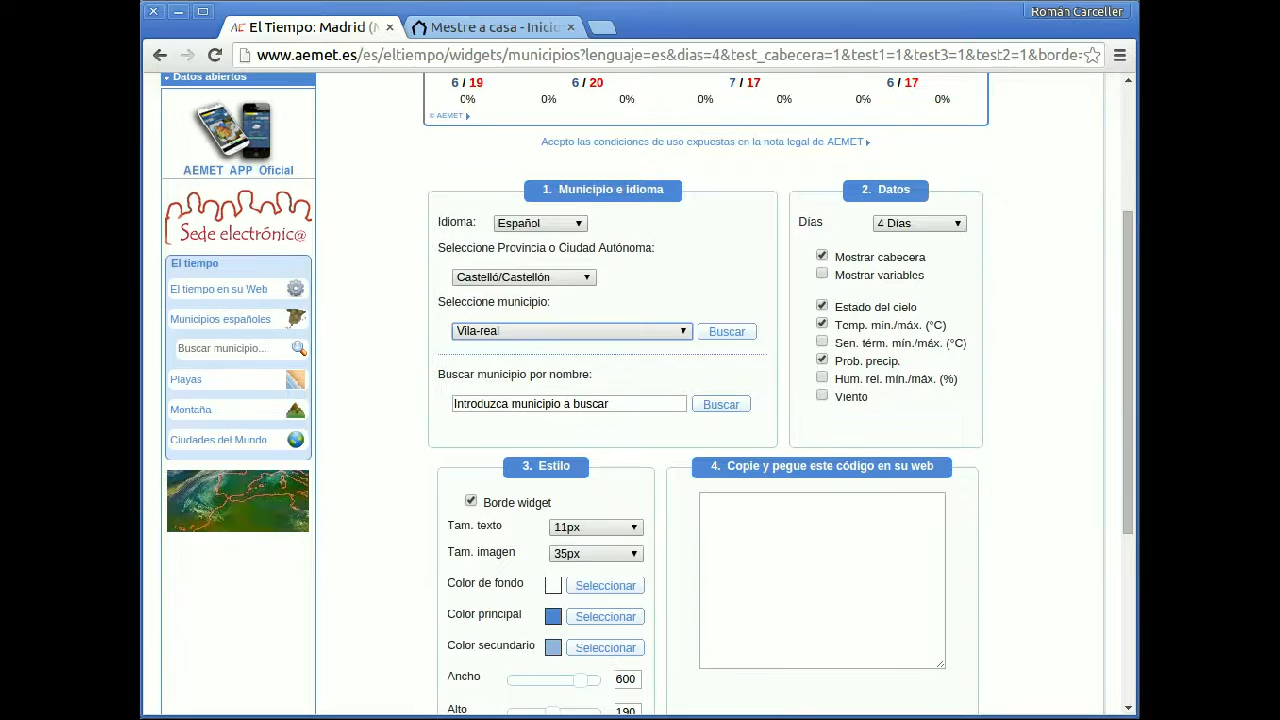 Román Carceller
El Tiempo: Madrid (
Mestre a casa - Inicio
www.aemet.es/es/eltiempo/widgets/municipios?lenguaje=es&dias=4&test_cabecera=1&test1=1&test3=1&test2=1&borde=
Datos abiertos
AEMET APP Oficial
Sede electrónic@
El tiempo
El tiempo en su Web
Municipios españoles
Buscar municipio...
Playas
Montaña
Ciudades del Mundo
6 / 19 6 / 20 7 / 17 6 / 17
0% 0% 0% 0% 0% 0% 0%
© AEMET
Acepto las condiciones de uso expuestas en la nota legal de AEMET
1. Municipio e idioma
Idioma: Español
Seleccione Provincia o Ciudad Autónoma:
Castelló/Castellón
Seleccione municipio:
Vila-real Buscar
Buscar municipio por nombre:
Introduzca municipio a buscar Buscar
2. Datos
Días 4 Días
Mostrar cabecera
Mostrar variables
Estado del cielo
Temp. mín./máx. (°C)
Sen. térm. mín./máx. (°C)
Prob. precip.
Hum. rel. mín./máx. (%)
Viento
3. Estilo
Borde widget
Tam. texto 11px
Tam. imagen 35px
Color de fondo Seleccionar
Color principal Seleccionar
Color secundario Seleccionar
Ancho 600
Alto 190
4. Copie y pegue este código en su web